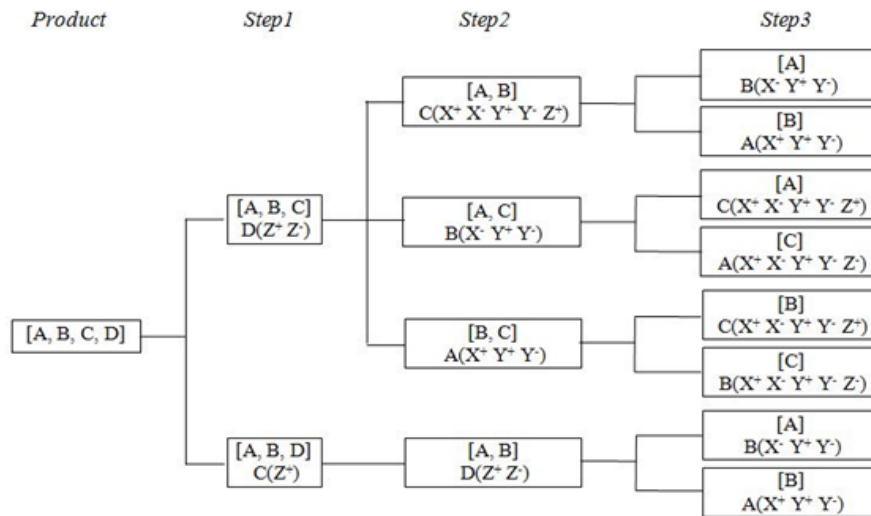 Product Step1 Step2 Step3
[A, B, C, D]
[A, B, C]
D(Z⁺ Z⁻)
[A, B, D]
C(Z⁺)
[A, B]
C(X⁺ X⁻ Y⁺ Y⁻ Z⁺)
[A, C]
B(X⁻ Y⁺ Y⁻)
[B, C]
A(X⁺ Y⁺ Y⁻)
[A, B]
D(Z⁺ Z⁻)
[A]
B(X⁻ Y⁺ Y⁻)
[B]
A(X⁺ Y⁺ Y⁻)
[A]
C(X⁺ X⁻ Y⁺ Y⁻ Z⁺)
[C]
A(X⁺ X⁻ Y⁺ Y⁻ Z⁻)
[B]
C(X⁺ X⁻ Y⁺ Y⁻ Z⁺)
[C]
B(X⁺ X⁻ Y⁺ Y⁻ Z⁻)
[A]
B(X⁻ Y⁺ Y⁻)
[B]
A(X⁺ Y⁺ Y⁻)